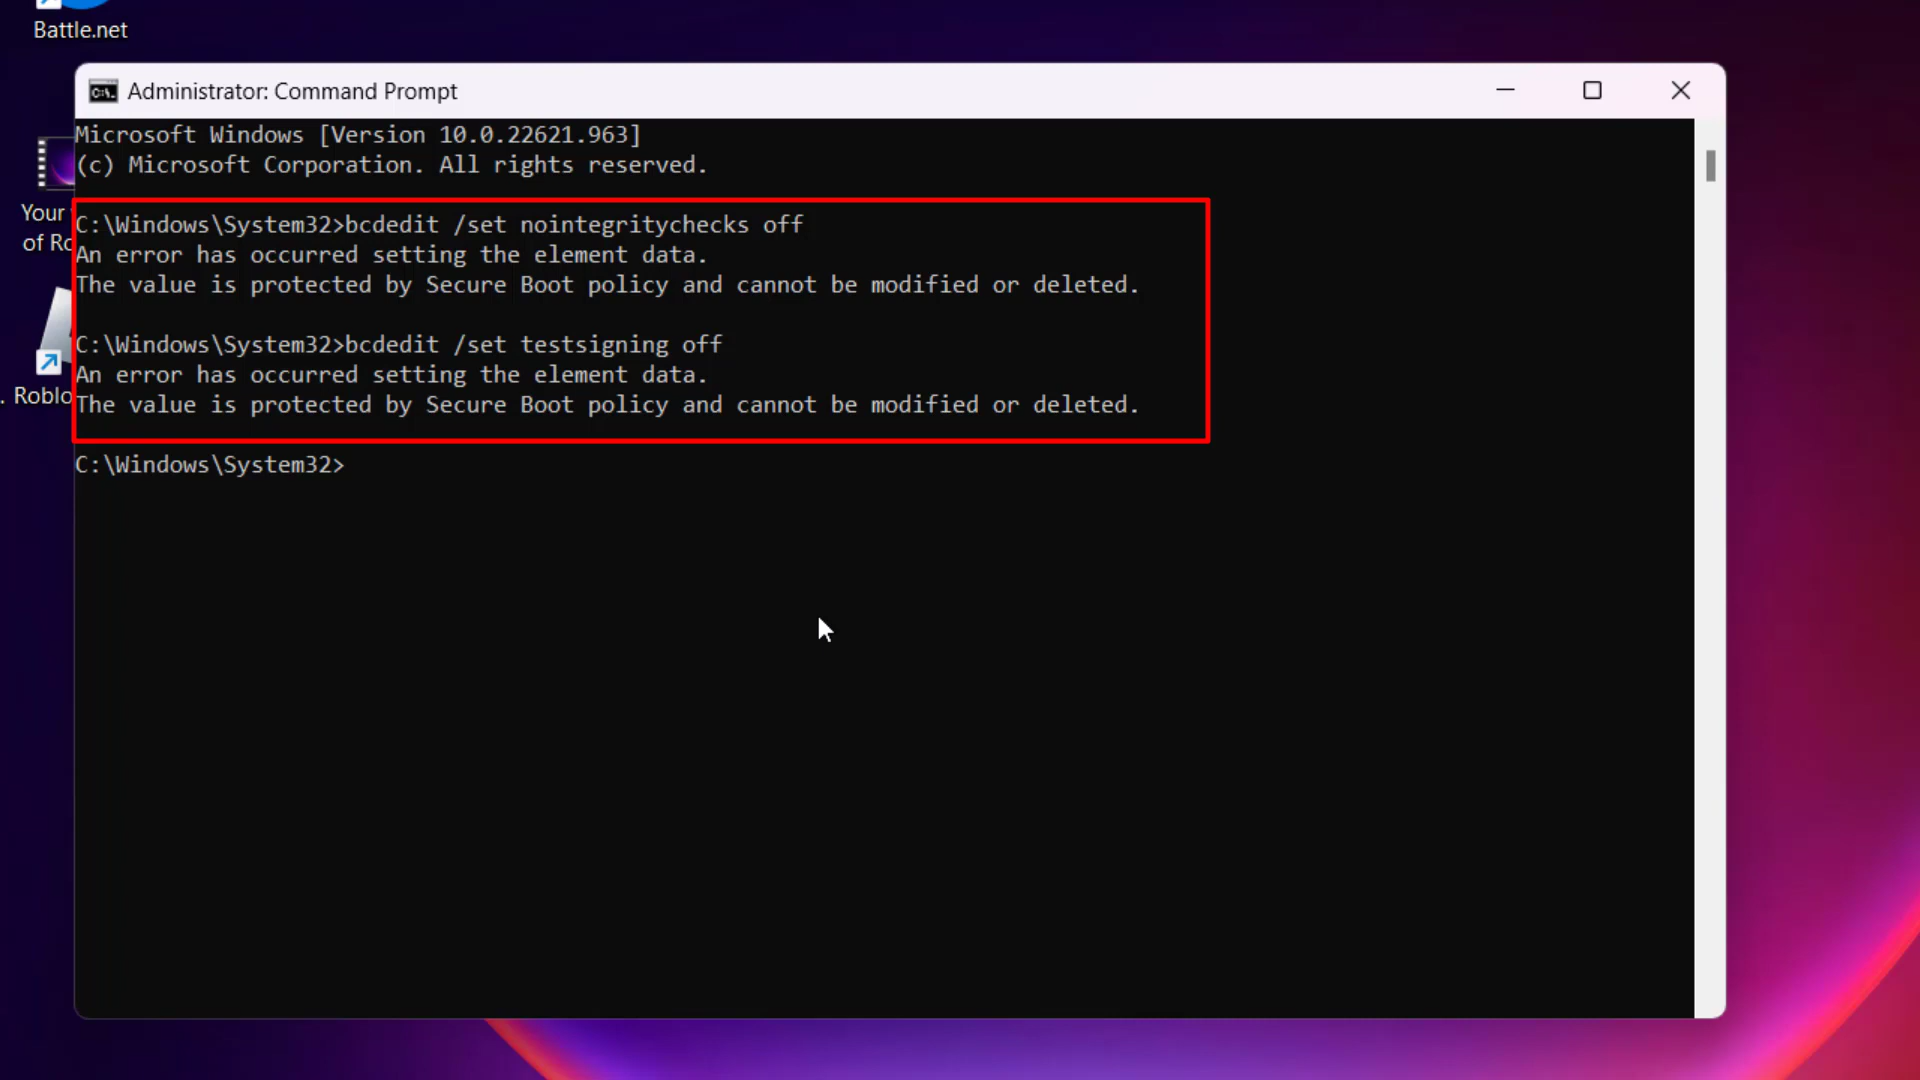 Battle.net
Administrator: Command Prompt
Microsoft Windows [Version 10.0.22621.963]
(c) Microsoft Corporation. All rights reserved.
C:\Windows\System32>bcdedit /set nointegritychecks off
An error has occurred setting the element data.
The value is protected by Secure Boot policy and cannot be modified or deleted.
C:\Windows\System32>bcdedit /set testsigning off
An error has occurred setting the element data.
The value is protected by Secure Boot policy and cannot be modified or deleted.
C:\Windows\System32>
Your
of Ro
. Roblo